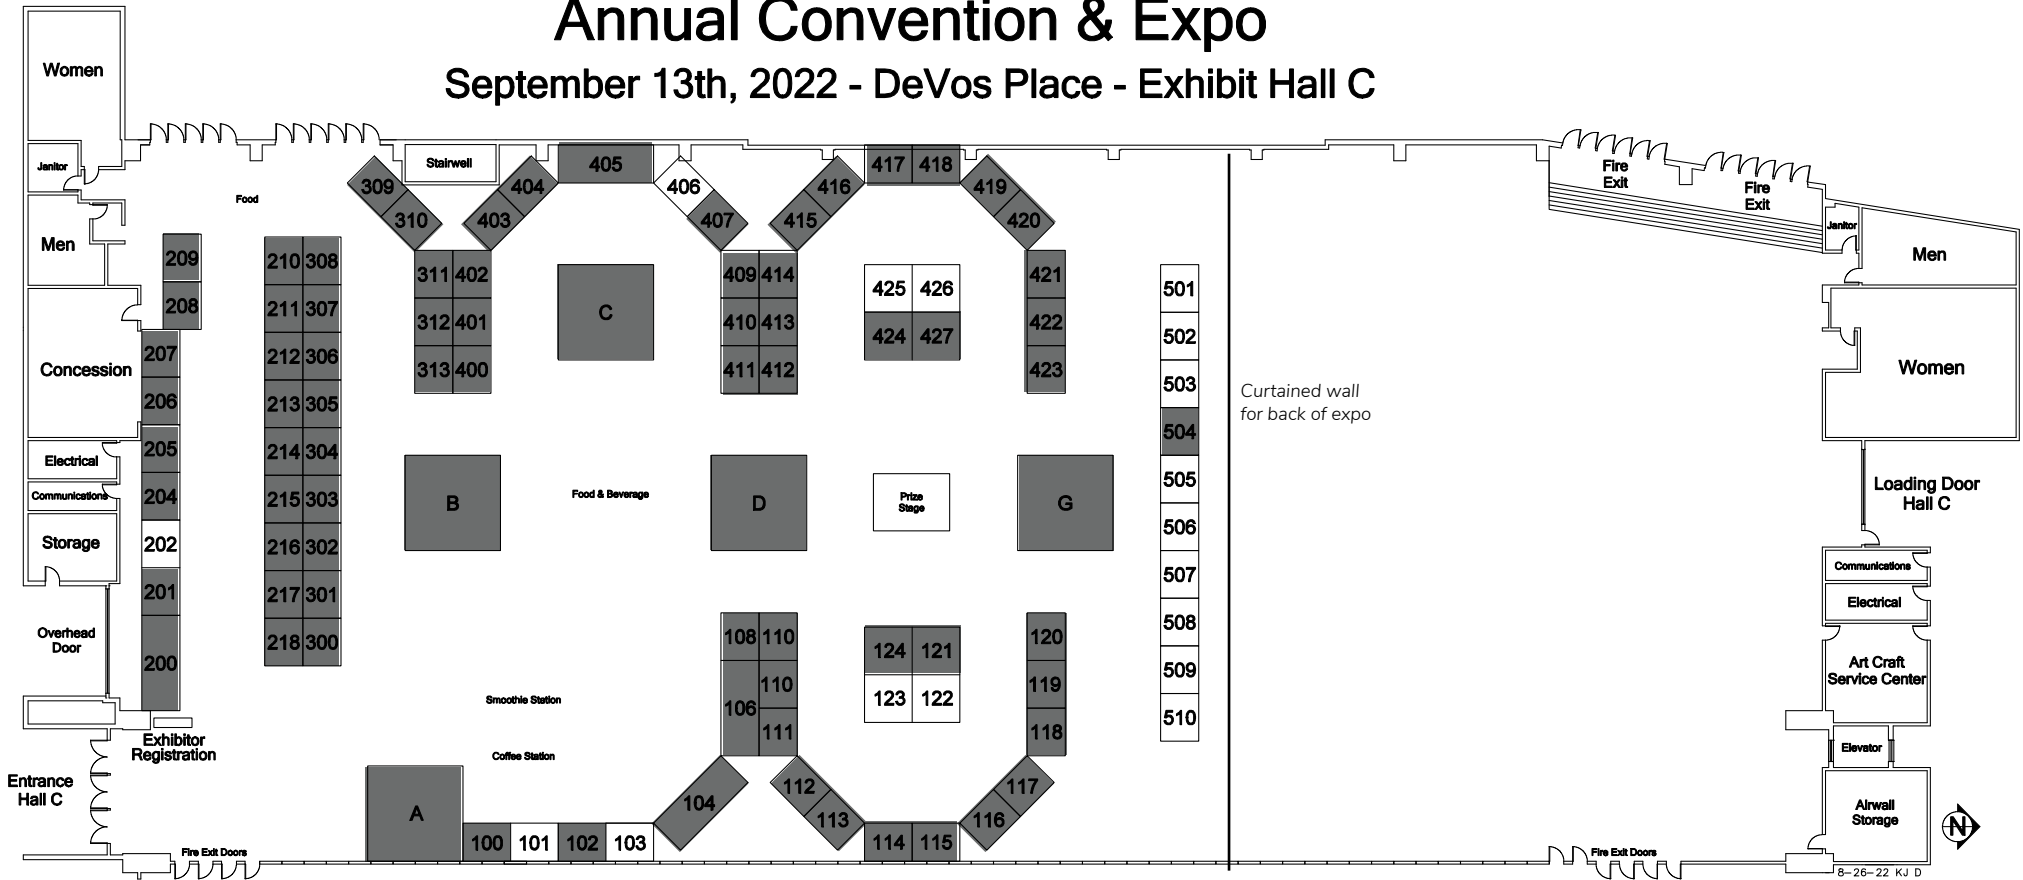 Annual Convention & Expo
September 13th, 2022 - DeVos Place - Exhibit Hall C
Women
Janitor
Men
Concession
Electrical
Communications
Storage
Overhead
Door
Exhibitor
Registration
Entrance
Hall C
Fire Exit Doors
Food
Stairwell
209
208
207
206
205
204
202
201
200
210 308
211 307
212 306
213 305
214 304
215 303
216 302
217 301
218 300
309
310
311 402
312 401
313 400
403
404
405
406
407
409 414
410 413
411 412
415
416
417 418
419
420
421
422
423
425 426
424 427
C
B
Food & Beverage
D
Prize
Stage
G
501
502
503
504
505
506
507
508
509
510
Curtained wall
for back of expo
108 110
110
106
111
124 121
123 122
120
119
118
117
116
112
113
114 115
104
Smoothie Station
Coffee Station
A
100 101 102 103
Fire
Exit
Fire
Exit
Janitor
Men
Women
Loading Door
Hall C
Communications
Electrical
Art Craft
Service Center
Elevator
Airwall
Storage
N
Fire Exit Doors
8-26-22 KJ D